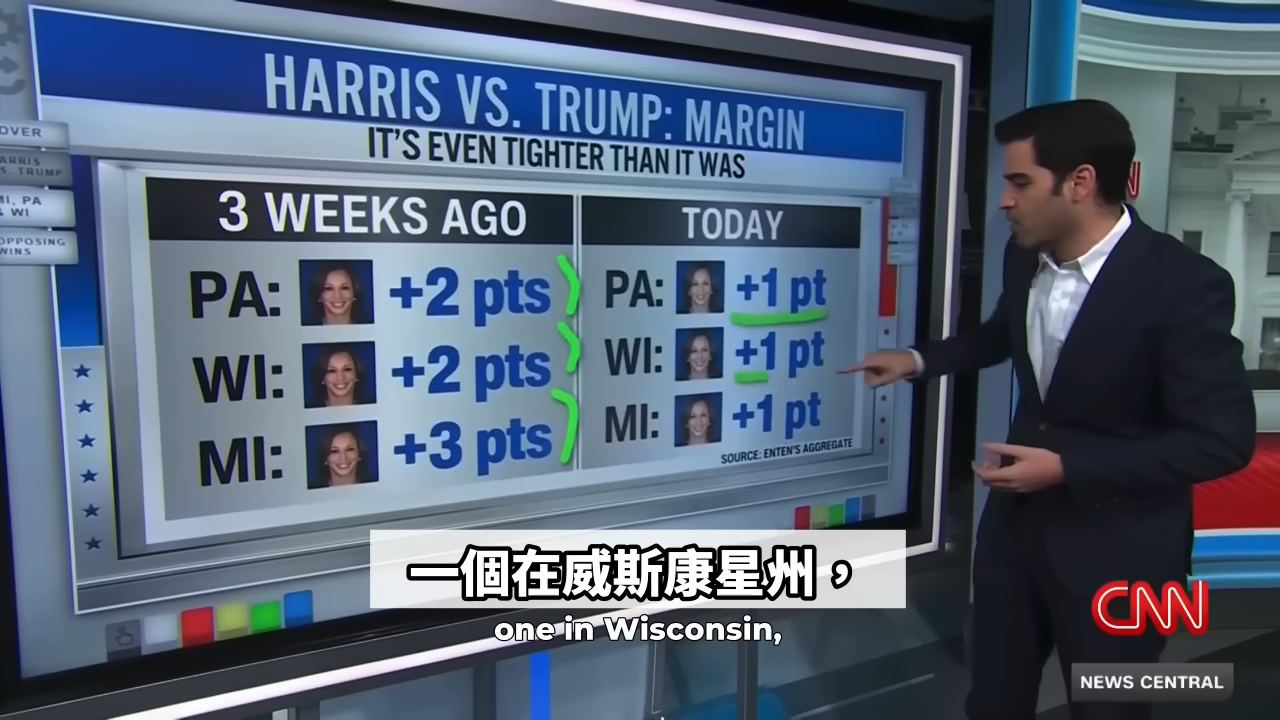 HARRIS VS. TRUMP: MARGIN
IT'S EVEN TIGHTER THAN IT WAS
OVER
ARRIS
S. TRUMP
MI, PA
& WI
OPPOSING
WINS
3 WEEKS AGO
PA: +2 pts
WI: +2 pts
MI: +3 pts
TODAY
PA: +1 pt
WI: +1 pt
MI: +1 pt
SOURCE: ENTEN'S AGGREGATE
一個在威斯康星州，
one in Wisconsin,
CNN
NEWS CENTRAL